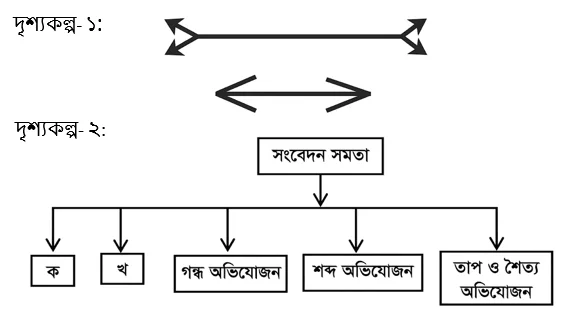 দৃশ্যকল্প- ১:
দৃশ্যকল্প- ২:
সংবেদন সমতা
ক
খ
গন্ধ অভিযোজন
শব্দ অভিযোজন
তাপ ও শৈত্য
অভিযোজন